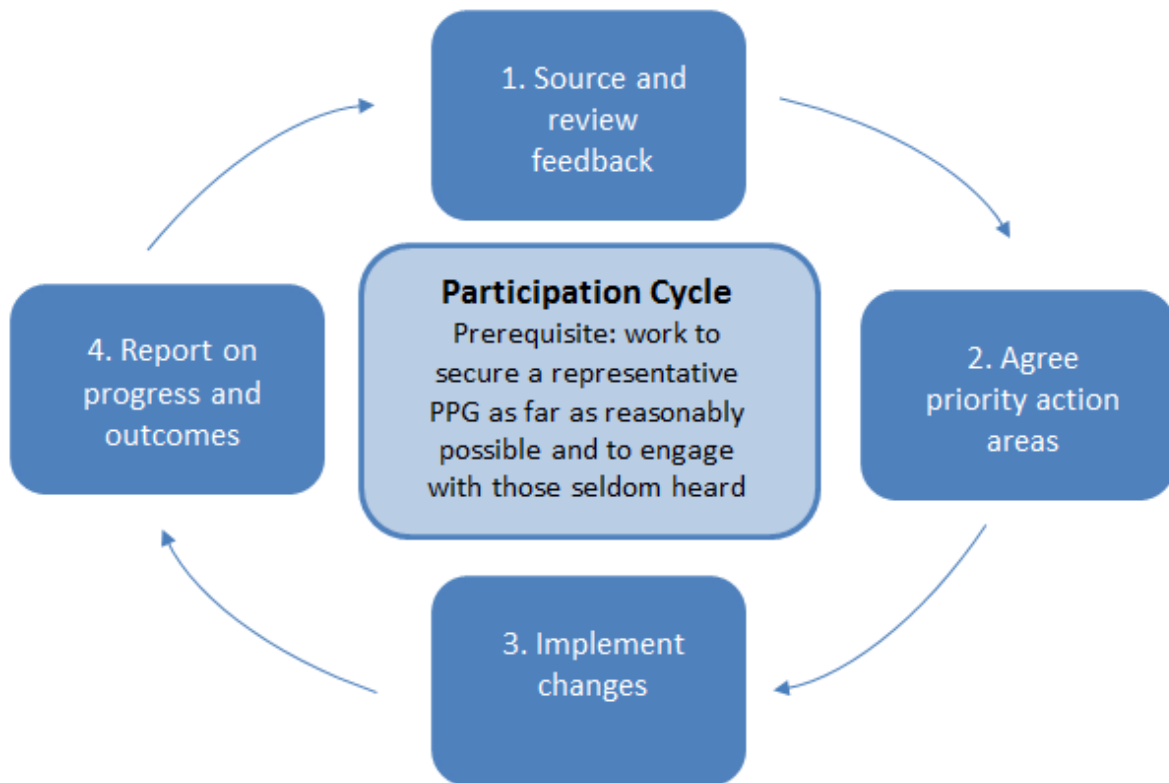 1. Source and
review
feedback
Participation Cycle
Prerequisite: work to
secure a representative
PPG as far as reasonably
possible and to engage
with those seldom heard
2. Agree
priority action
areas
3. Implement
changes
4. Report on
progress and
outcomes